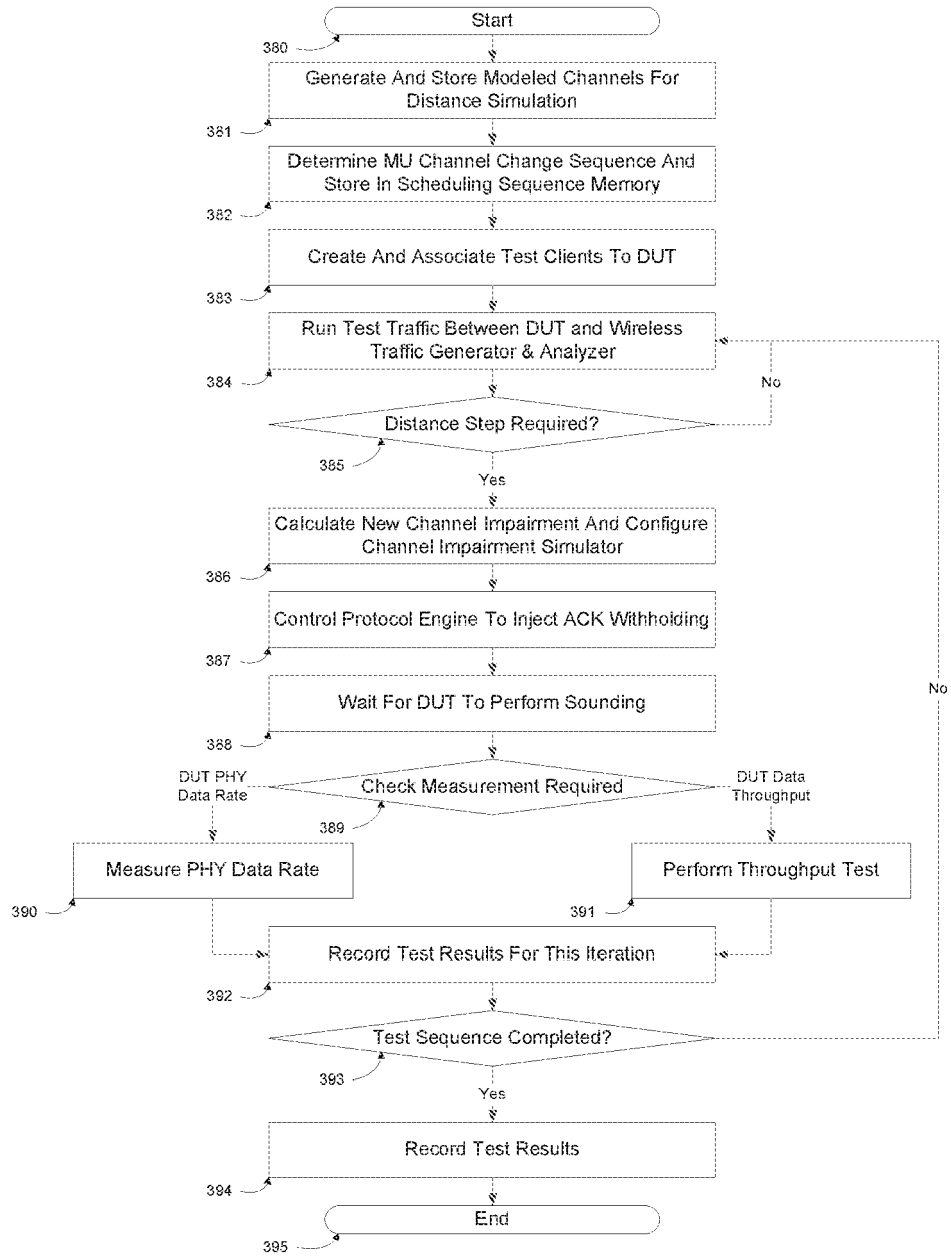 Start
380
Generate And Store Modeled Channels For
Distance Simulation
381
Determine MU Channel Change Sequence And
Store In Scheduling Sequence Memory
382
Create And Associate Test Clients To DUT
383
Run Test Traffic Between DUT and Wireless
Traffic Generator & Analyzer
384
No
Distance Step Required?
385
Yes
Calculate New Channel Impairment And Configure
Channel Impairment Simulator
386
Control Protocol Engine To Inject ACK Withholding
387
No
Wait For DUT To Perform Sounding
388
DUT PHY
Data Rate
Check Measurement Required
DUT Data
Throughput
389
Measure PHY Data Rate
390
Perform Throughput Test
391
Record Test Results For This Iteration
392
Test Sequence Completed?
393
Yes
Record Test Results
394
End
395